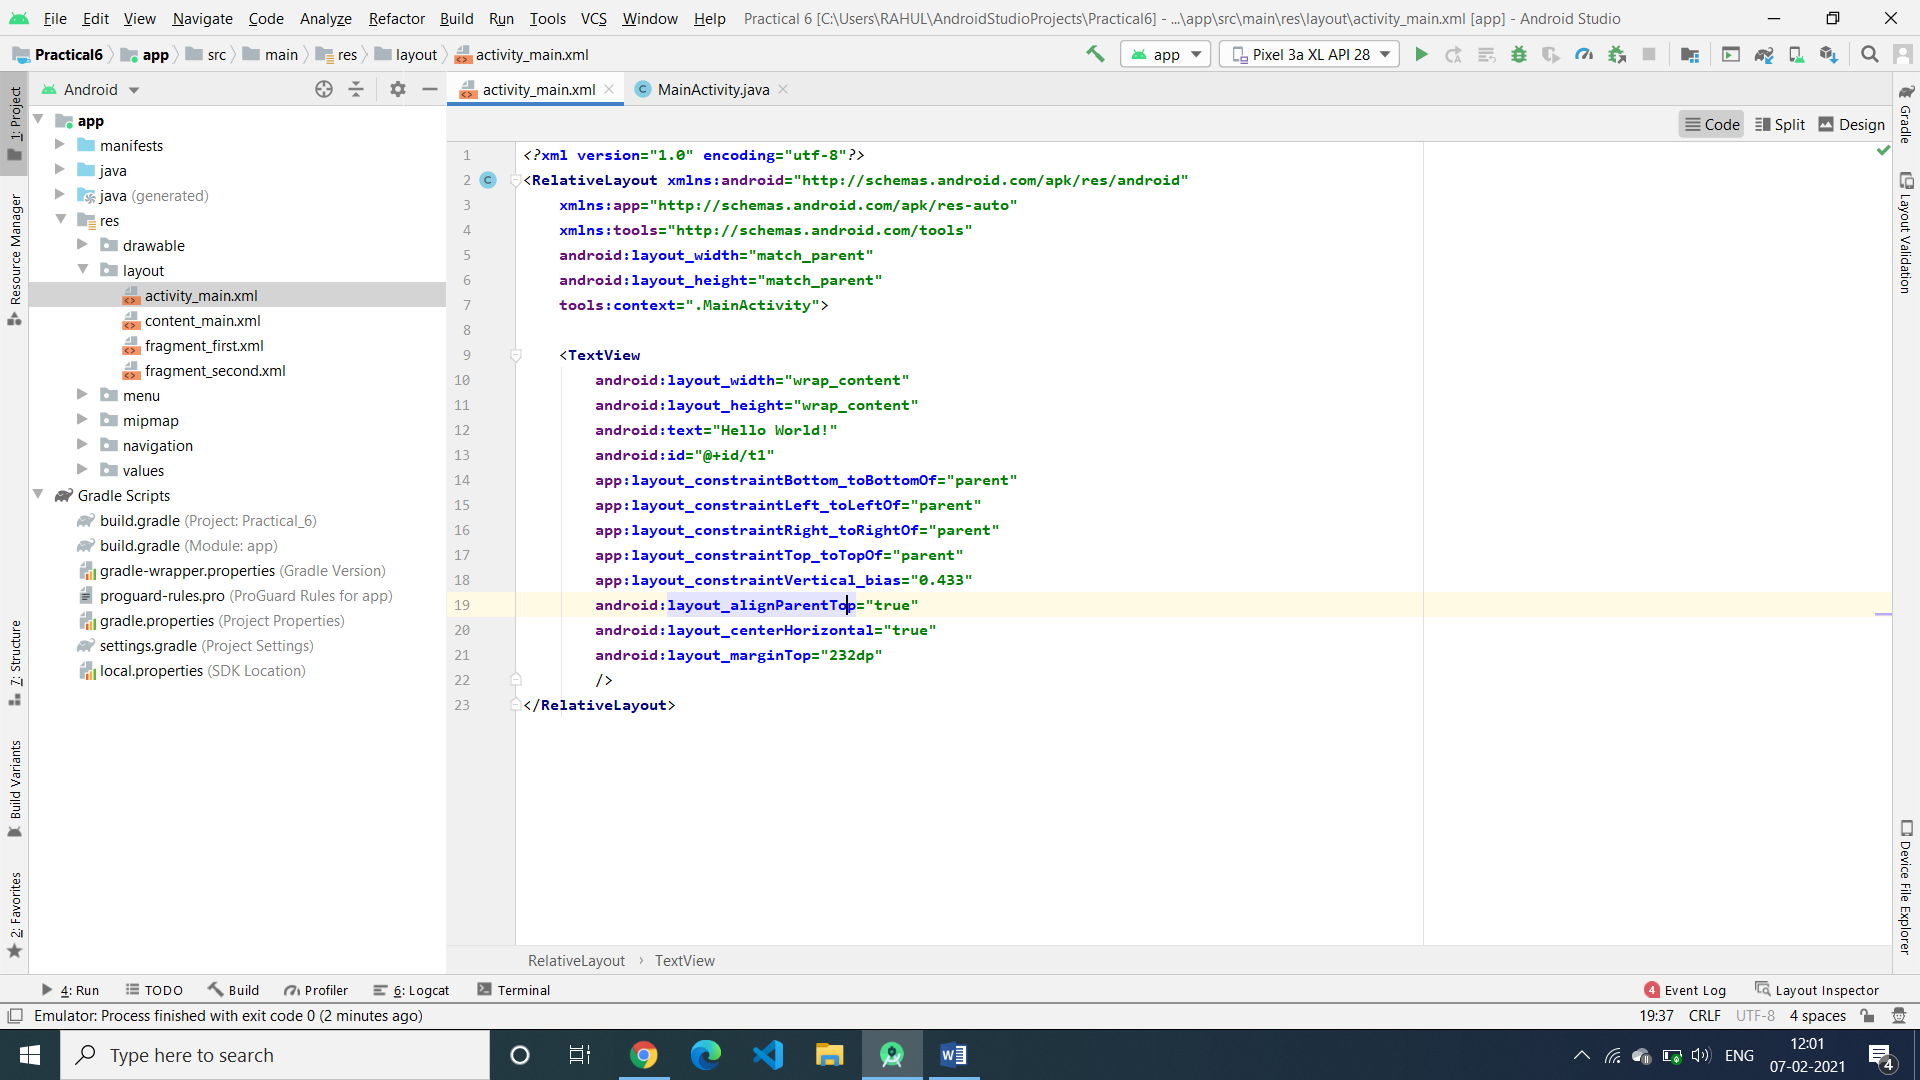 File Edit View Navigate Code Analyze Refactor Build Run Tools VCS Window Help Practical 6 [C:\Users\RAHUL\AndroidStudioProjects\Practical6] - ...\app\src\main\res\layout\activity_main.xml [app] - Android Studio
Practical6 app src main res layout activity_main.xml app Pixel 3a XL API 28
Android activity_main.xml MainActivity.java
Code Split Design
1: Project
Resource Manager
7: Structure
Build Variants
2: Favorites
app
manifests
java
java (generated)
res
drawable
layout
activity_main.xml
content_main.xml
fragment_first.xml
fragment_second.xml
menu
mipmap
navigation
values
Gradle Scripts
build.gradle (Project: Practical_6)
build.gradle (Module: app)
gradle-wrapper.properties (Gradle Version)
proguard-rules.pro (ProGuard Rules for app)
gradle.properties (Project Properties)
settings.gradle (Project Settings)
local.properties (SDK Location)
1 <?xml version="1.0" encoding="utf-8"?>
2 C <RelativeLayout xmlns:android="http://schemas.android.com/apk/res/android"
3 xmlns:app="http://schemas.android.com/apk/res-auto"
4 xmlns:tools="http://schemas.android.com/tools"
5 android:layout_width="match_parent"
6 android:layout_height="match_parent"
7 tools:context=".MainActivity">
8
9 <TextView
10 android:layout_width="wrap_content"
11 android:layout_height="wrap_content"
12 android:text="Hello World!"
13 android:id="@+id/t1"
14 app:layout_constraintBottom_toBottomOf="parent"
15 app:layout_constraintLeft_toLeftOf="parent"
16 app:layout_constraintRight_toRightOf="parent"
17 app:layout_constraintTop_toTopOf="parent"
18 app:layout_constraintVertical_bias="0.433"
19 android:layout_alignParentTop="true"
20 android:layout_centerHorizontal="true"
21 android:layout_marginTop="232dp"
22 />
23 </RelativeLayout>
RelativeLayout › TextView
Gradle
Layout Validation
Device File Explorer
4: Run TODO Build Profiler 6: Logcat Terminal 4 Event Log Layout Inspector
Emulator: Process finished with exit code 0 (2 minutes ago) 19:37 CRLF UTF-8 4 spaces
Type here to search ENG 12:01
07-02-2021 4